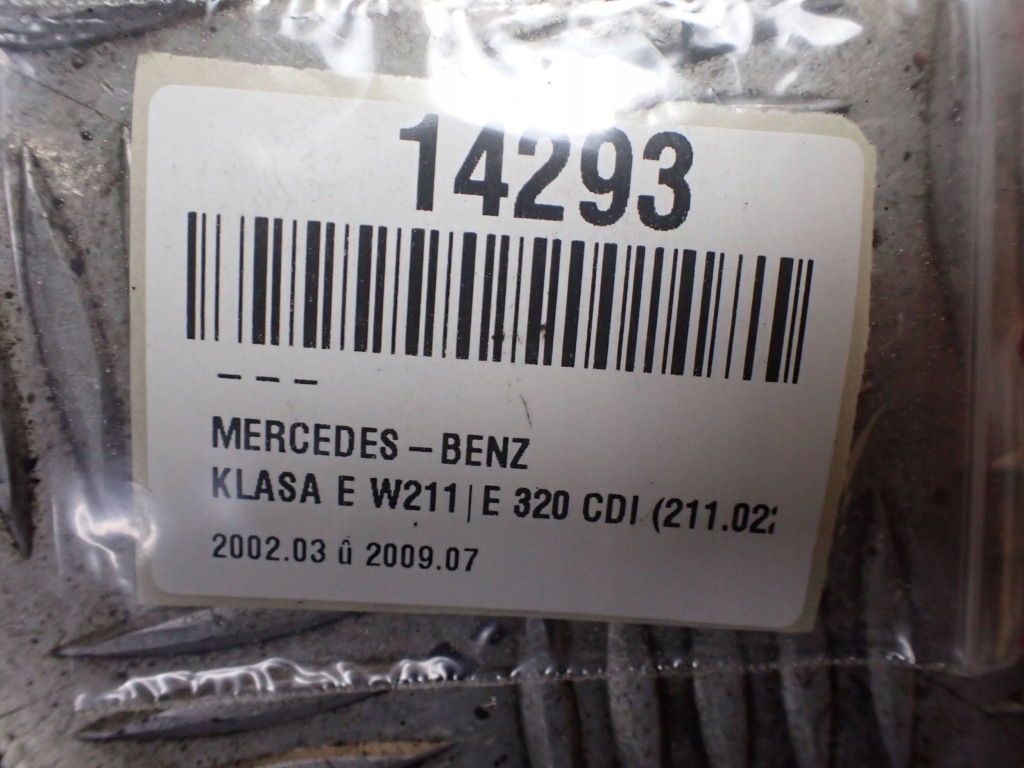 14293
– – –
MERCEDES – BENZ
KLASA E W211 | E 320 CDI (211.02
2002.03 û 2009.07